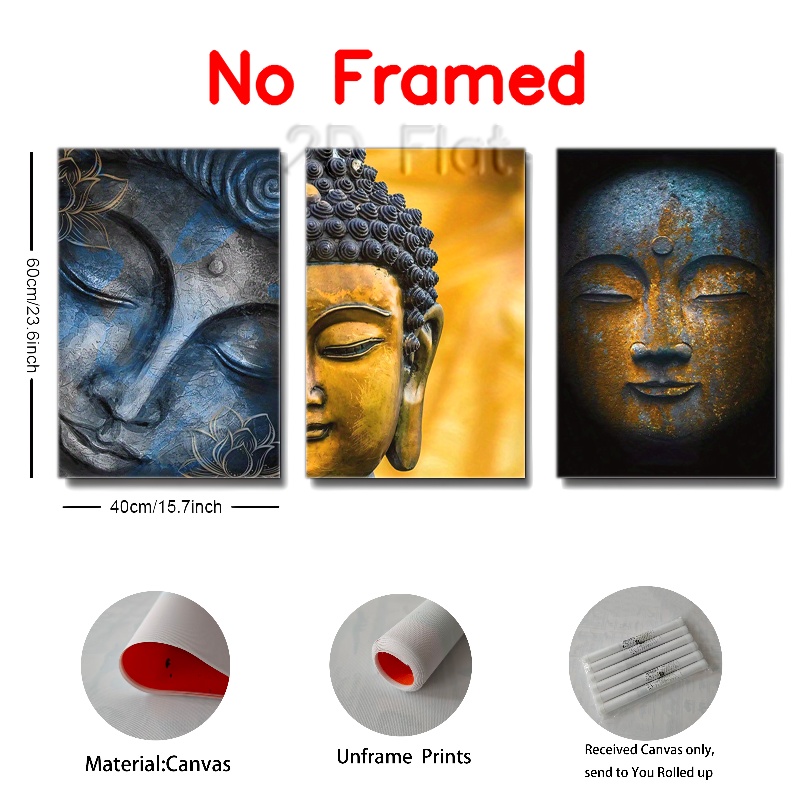 No Framed
2D Flat
60cm/23.6inch
40cm/15.7inch
Material:Canvas
Unframe Prints
Received Canvas only,
send to You Rolled up